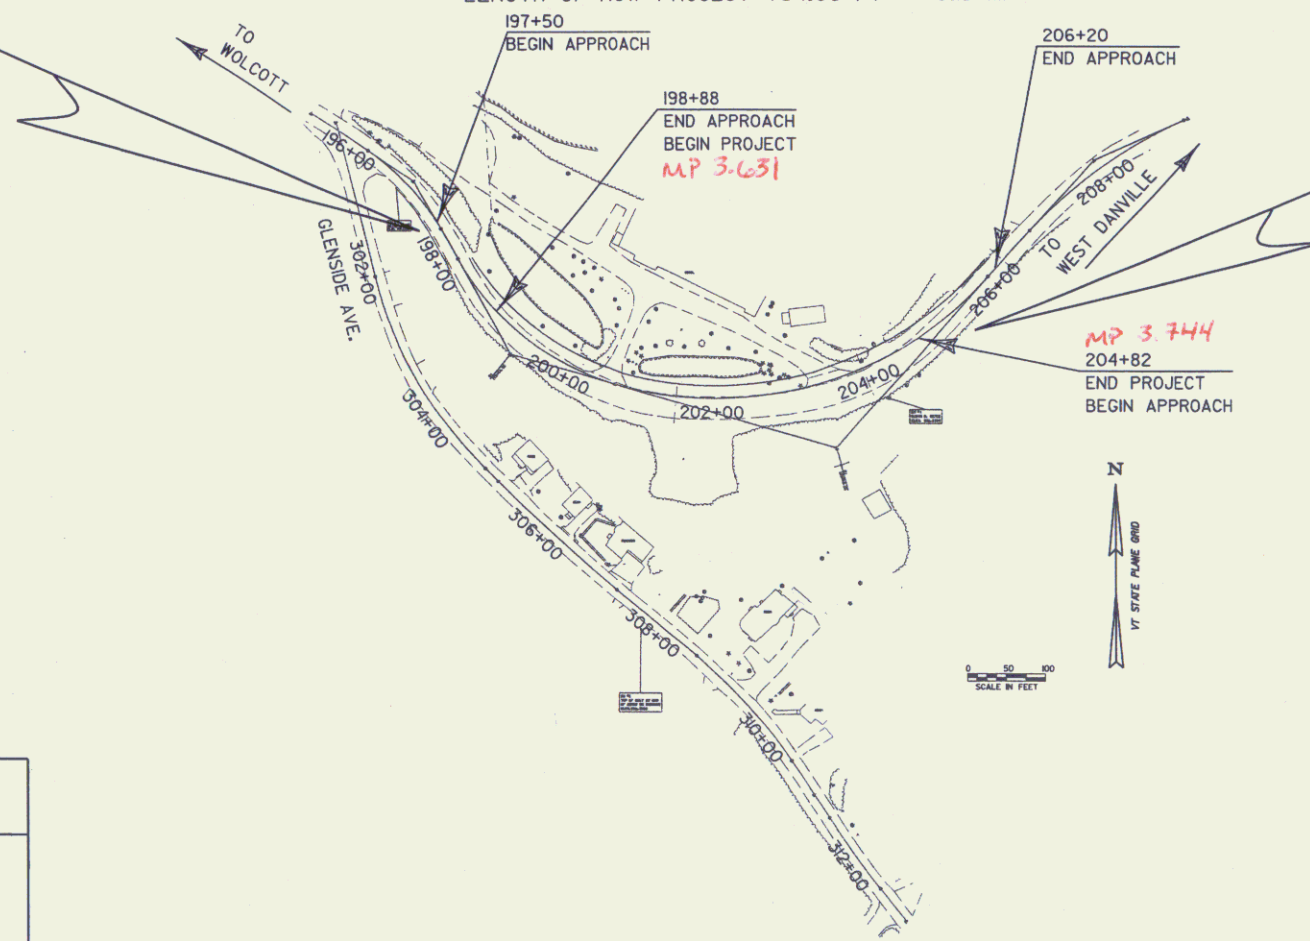 197+50
BEGIN APPROACH
206+20
END APPROACH
TO
WOLCOTT
198+88
END APPROACH
BEGIN PROJECT
MP 3.631
196+00
198+00
GLENSIDE AVE.
302+00
208+00
TO
WEST DANVILLE
206+00
MP 3.744
204+82
END PROJECT
BEGIN APPROACH
200+00
202+00
204+00
304+00
306+00
308+00
310+00
312+00
N
VT STATE PLANE GRID
0 50 100
SCALE IN FEET